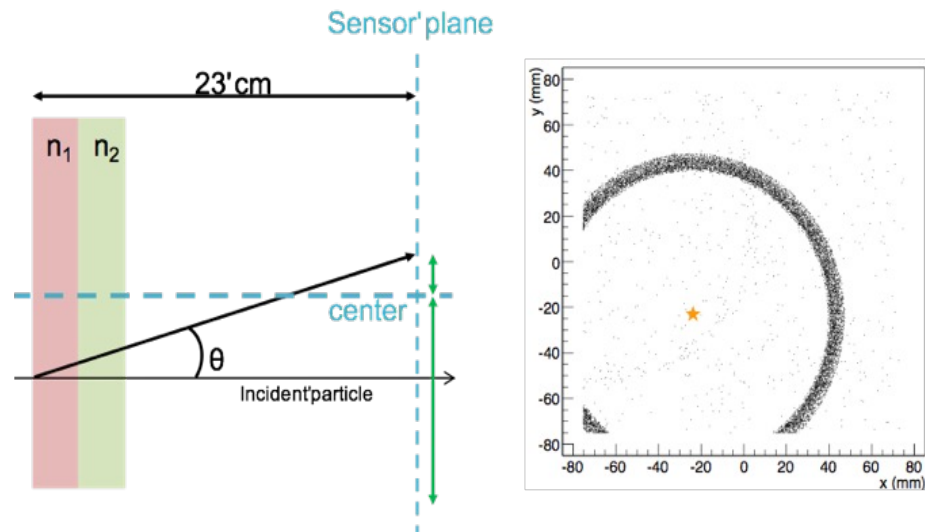 Sensor'plane
23'cm
n₁ n₂
center
θ
Incident'particle
y (mm)
80
60
40
20
0
-20
-40
-60
-80
-80 -60 -40 -20 0 20 40 60 80
x (mm)